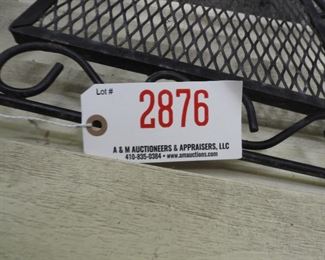 Lot #
2876
A & M AUCTIONEERS & APPRAISERS, LLC
410-835-0384 • www.amauctions.com